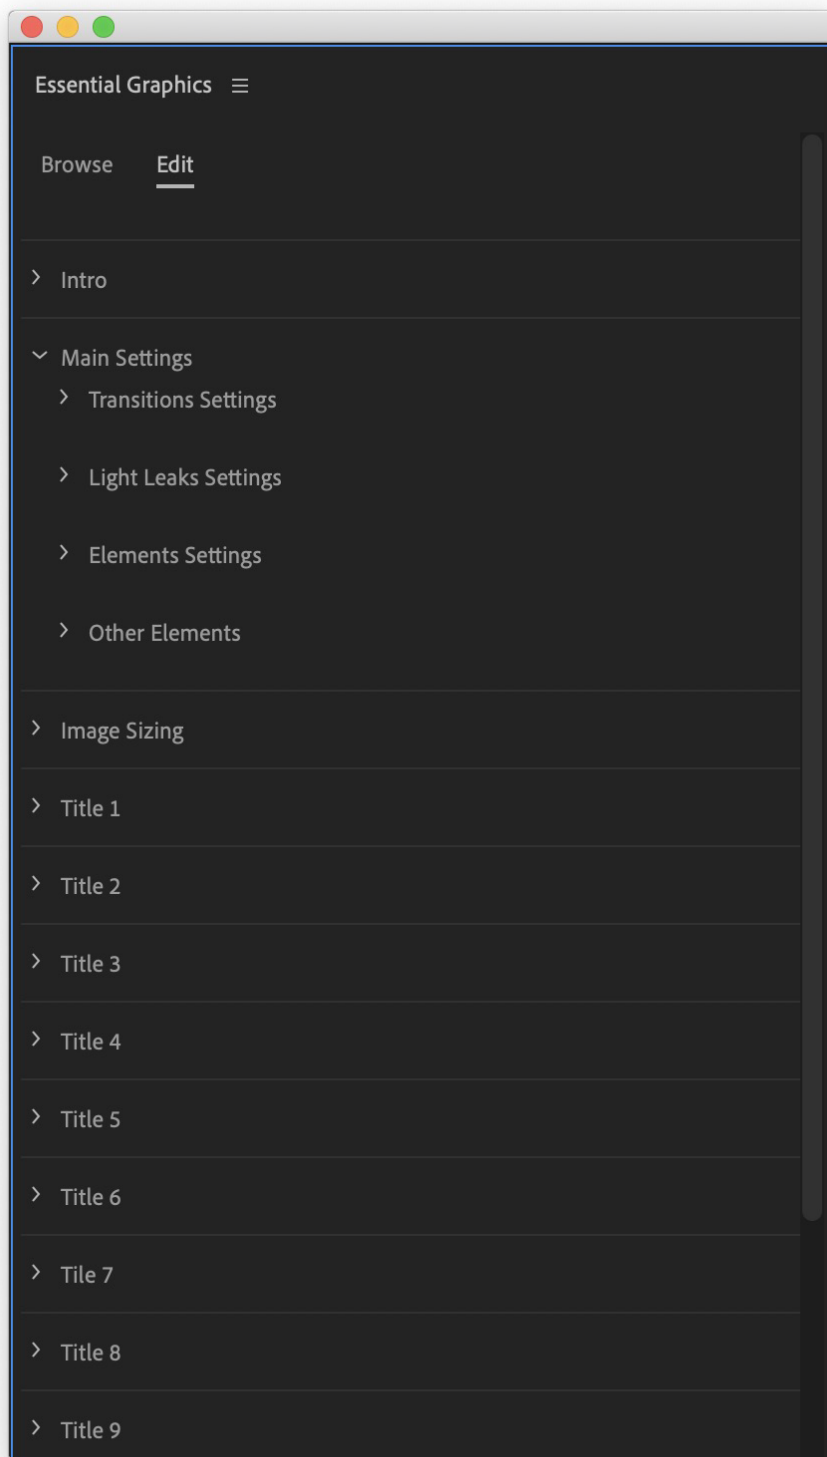 Essential Graphics
Browse Edit
Intro
Main Settings
Transitions Settings
Light Leaks Settings
Elements Settings
Other Elements
Image Sizing
Title 1
Title 2
Title 3
Title 4
Title 5
Title 6
Tile 7
Title 8
Title 9